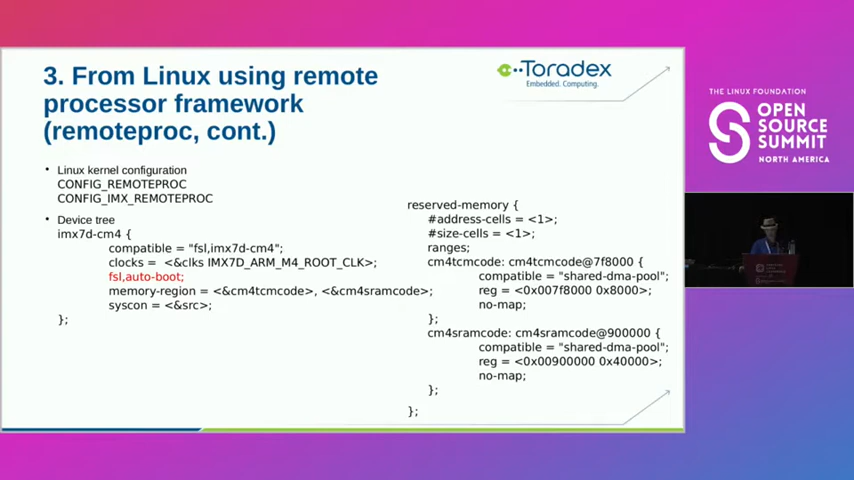 3. From Linux using remote
processor framework
(remoteproc, cont.)
Toradex
Embedded. Computing.
• Linux kernel configuration
CONFIG_REMOTEPROC
CONFIG_IMX_REMOTEPROC
• Device tree
imx7d-cm4 {
compatible = "fsl,imx7d-cm4";
clocks = <&clks IMX7D_ARM_M4_ROOT_CLK>;
fsl,auto-boot;
memory-region = <&cm4tcmcode>, <&cm4sramcode>;
syscon = <&src>;
};
reserved-memory {
#address-cells = <1>;
#size-cells = <1>;
ranges;
cm4tcmcode: cm4tcmcode@7f8000 {
compatible = "shared-dma-pool";
reg = <0x007f8000 0x8000>;
no-map;
};
cm4sramcode: cm4sramcode@900000 {
compatible = "shared-dma-pool";
reg = <0x00900000 0x40000>;
no-map;
};
};
THE LINUX FOUNDATION
OPEN
SOURCE
SUMMIT
NORTH AMERICA